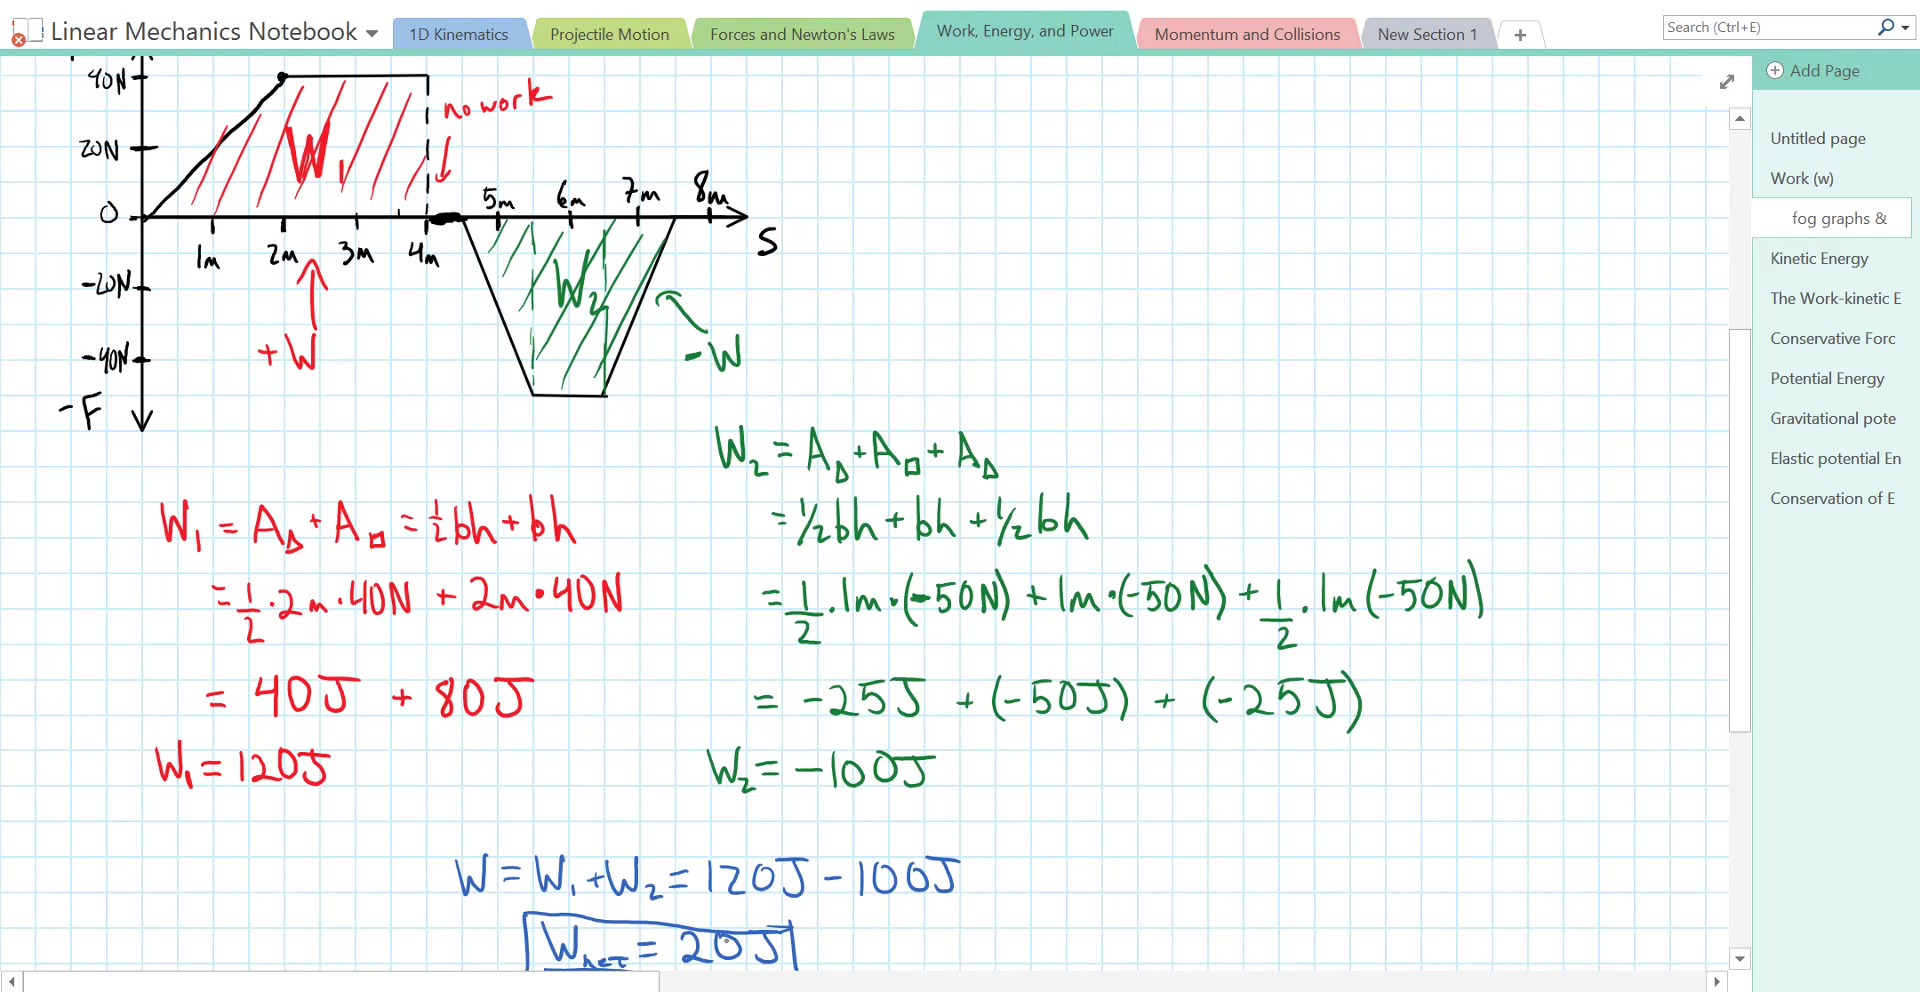 Linear Mechanics Notebook
1D Kinematics
Projectile Motion
Forces and Newton's Laws
Work, Energy, and Power
Momentum and Collisions
New Section 1
Search (Ctrl+E)
Add Page
Untitled page
Work (w)
fog graphs &
Kinetic Energy
The Work-kinetic E
Conservative Forc
Potential Energy
Gravitational pote
Elastic potential En
Conservation of E
40N
20N
0
-20N
-40N
-F
1m 2m 3m 4m 5m 6m 7m 8m
S
W₁
no work
+W
W₂
-W
W₁ = A△ + A□ = ½bh + bh
= 1/2 · 2m · 40N + 2m · 40N
= 40J + 80J
W₁ = 120J
W₂ = A△ + A□ + A△
= 1/2bh + bh + 1/2bh
= 1/2 · 1m · (-50N) + 1m · (-50N) + 1/2 · 1m (-50N)
= -25J + (-50J) + (-25J)
W₂ = -100J
W = W₁ + W₂ = 120J - 100J
Wnet = 20J